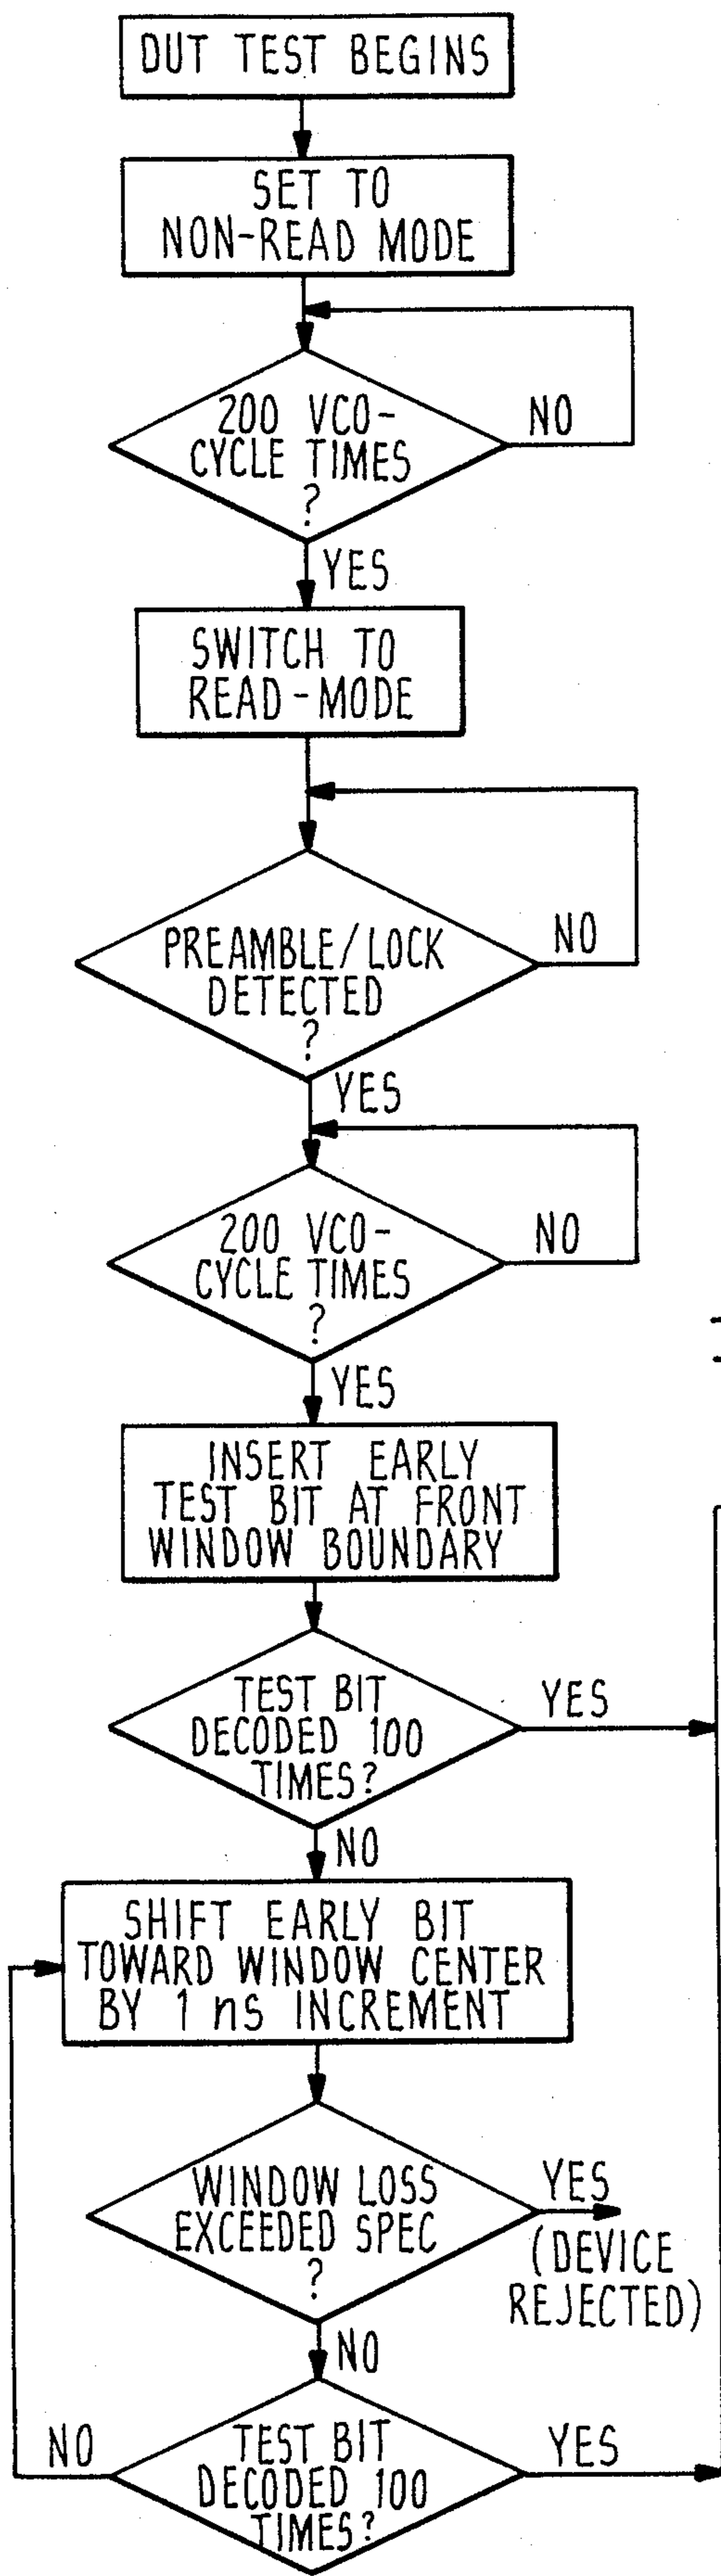 DUT TEST BEGINS
SET TO
NON-READ MODE
200 VCO-
CYCLE TIMES
?
NO
YES
SWITCH TO
READ-MODE
PREAMBLE/LOCK
DETECTED
?
NO
YES
200 VCO-
CYCLE TIMES
?
NO
YES
INSERT EARLY
TEST BIT AT FRONT
WINDOW BOUNDARY
TEST BIT
DECODED 100
TIMES?
YES
NO
SHIFT EARLY BIT
TOWARD WINDOW CENTER
BY 1 ns INCREMENT
WINDOW LOSS
EXCEEDED SPEC
?
YES
(DEVICE
REJECTED)
NO
TEST BIT
DECODED 100
TIMES?
NO
YES